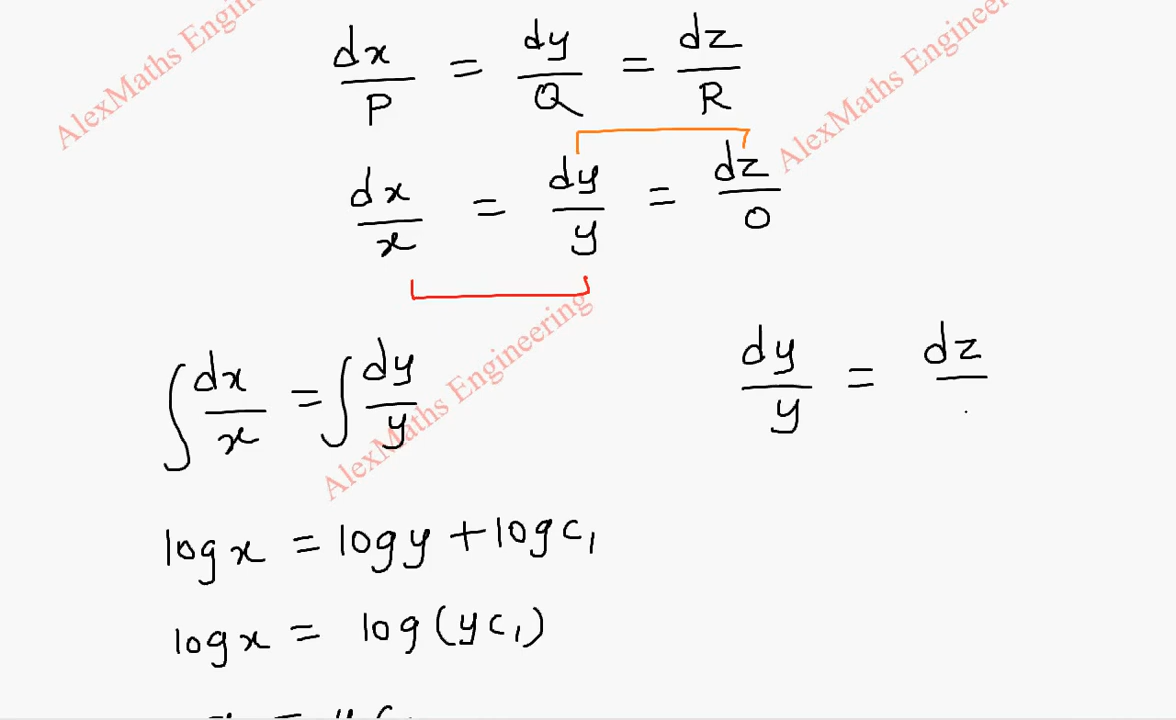 AlexMaths Engineering
AlexMaths Engineering
dx/P = dy/Q = dz/R
dx/x = dy/y = dz/0
∫dx/x = ∫dy/y
dy/y = dz/
AlexMaths Engineering
log x = log y + log c₁
log x = log (y c₁)